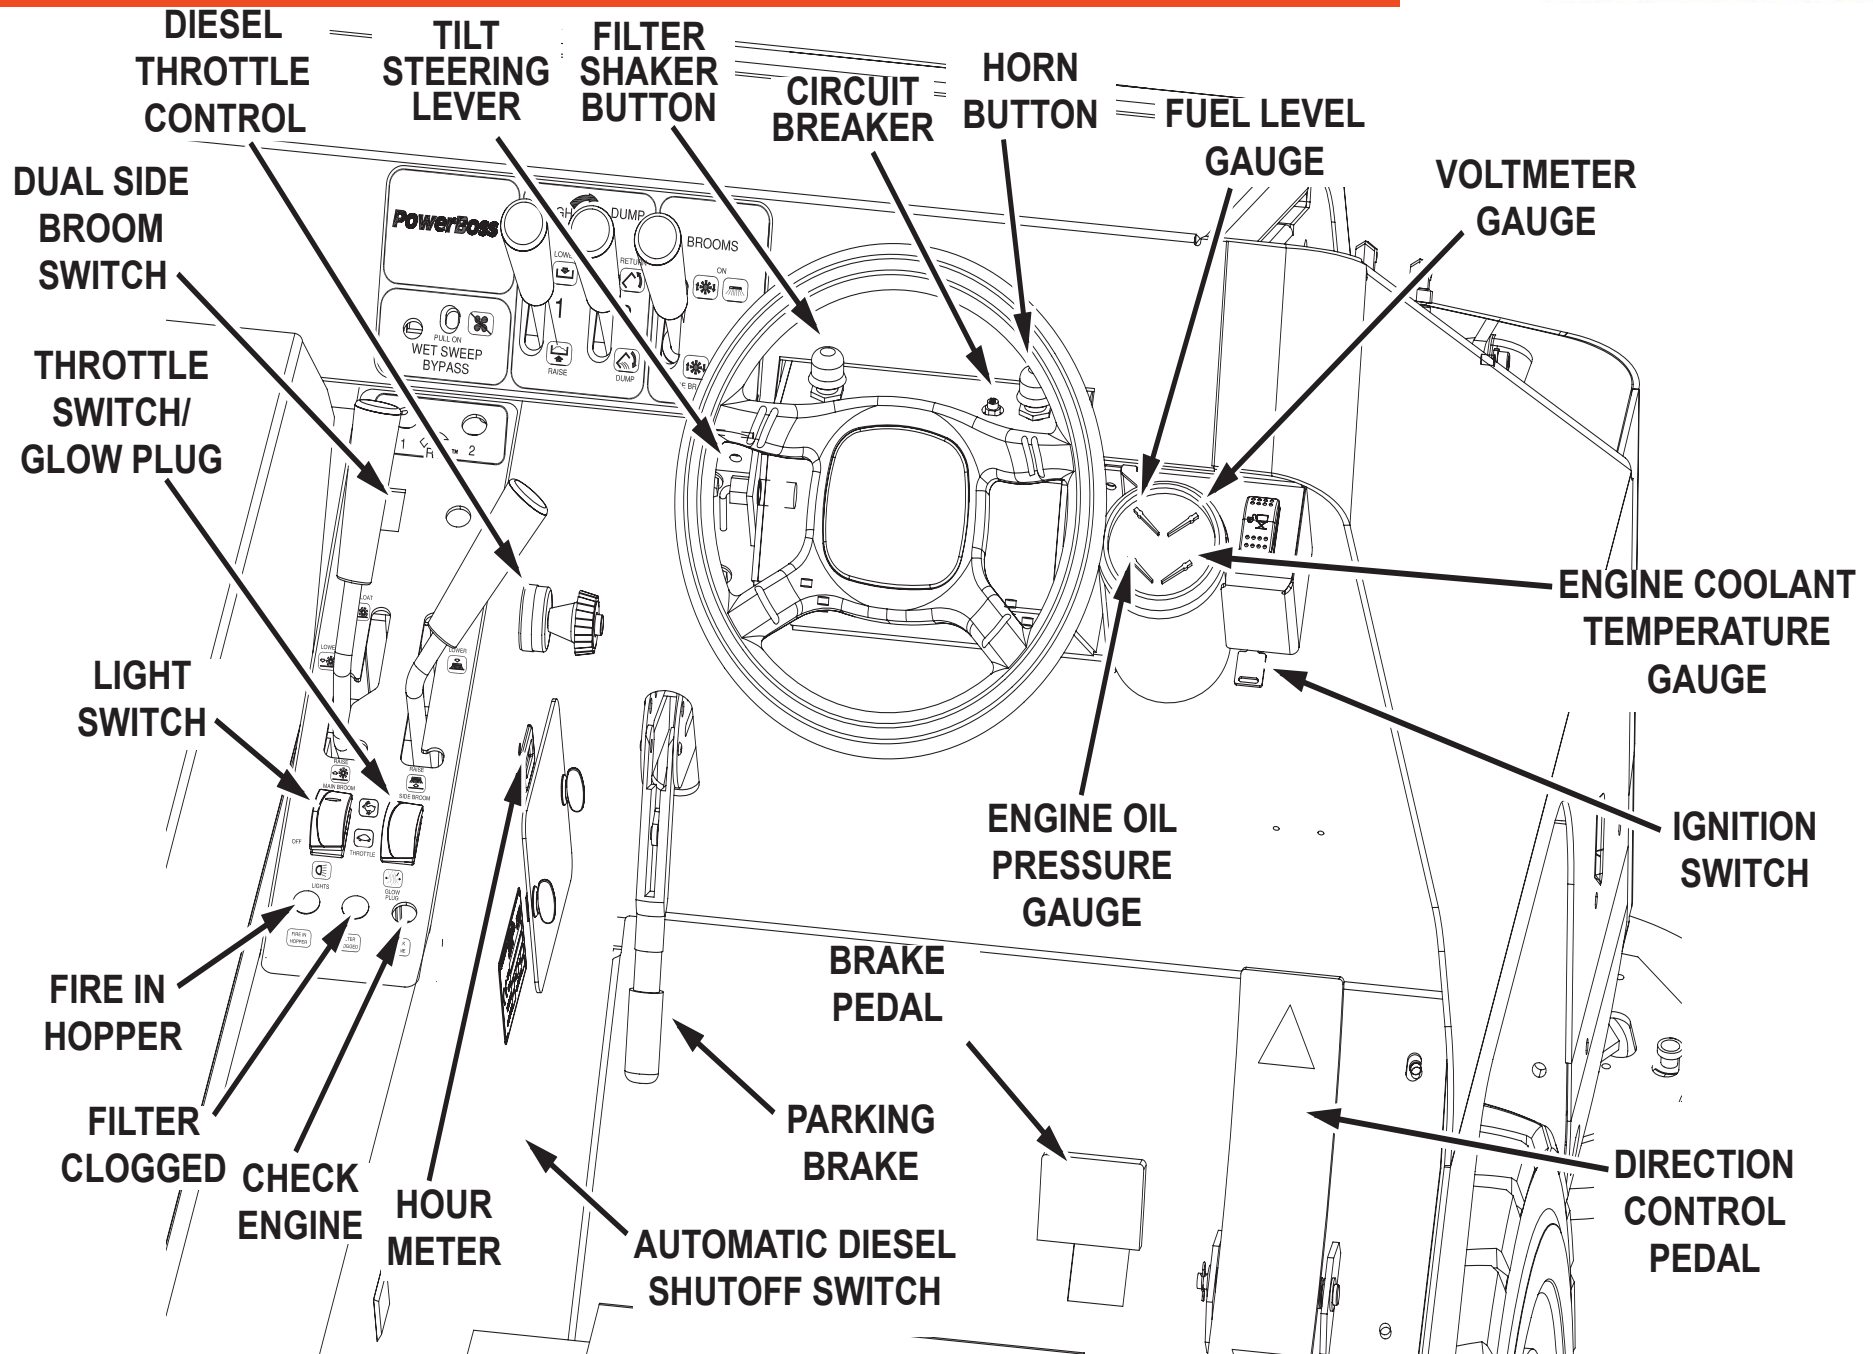 DIESEL
THROTTLE
CONTROL
TILT
STEERING
LEVER
FILTER
SHAKER
BUTTON
CIRCUIT
BREAKER
HORN
BUTTON
FUEL LEVEL
GAUGE
VOLTMETER
GAUGE
DUAL SIDE
BROOM
SWITCH
THROTTLE
SWITCH/
GLOW PLUG
LIGHT
SWITCH
PowerBoss
DUMP
BROOMS
ON
RETURN
1
RAISE
DUMP
PULL ON
WET SWEEP
BYPASS
1
2
LOWER
RAISE
MAIN BROOM
RAISE
SIDE BROOM
OFF
THROTTLE
LIGHTS
GLOW
PLUG
FIRE IN
HOPPER
ENGINE COOLANT
TEMPERATURE
GAUGE
ENGINE OIL
PRESSURE
GAUGE
IGNITION
SWITCH
FIRE IN
HOPPER
FILTER
CLOGGED
CHECK
ENGINE
HOUR
METER
PARKING
BRAKE
BRAKE
PEDAL
AUTOMATIC DIESEL
SHUTOFF SWITCH
DIRECTION
CONTROL
PEDAL